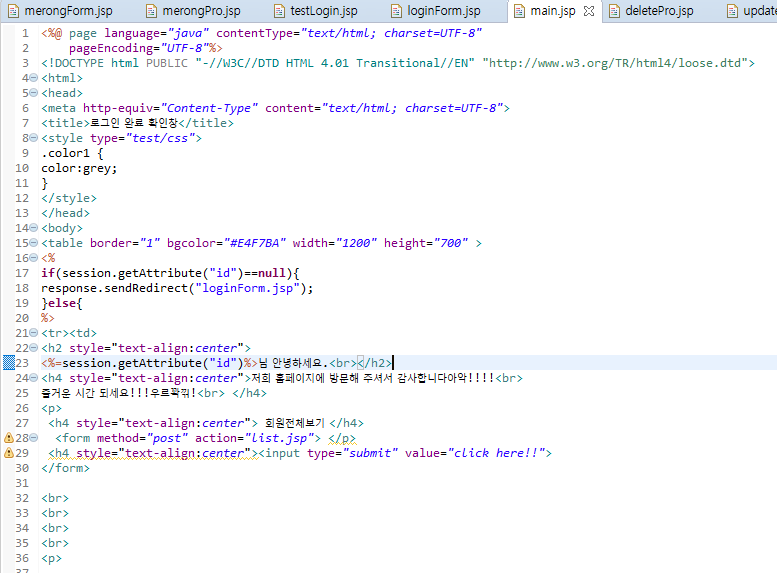 merongForm.jsp merongPro.jsp testLogin.jsp loginForm.jsp main.jsp deletePro.jsp update
1 <%@ page language="java" contentType="text/html; charset=UTF-8"
2 pageEncoding="UTF-8"%>
3 <!DOCTYPE html PUBLIC "-//W3C//DTD HTML 4.01 Transitional//EN" "http://www.w3.org/TR/html4/loose.dtd">
4 <html>
5 <head>
6 <meta http-equiv="Content-Type" content="text/html; charset=UTF-8">
7 <title>로그인 완료 확인창</title>
8 <style type="test/css">
9 .color1 {
10 color:grey;
11 }
12 </style>
13 </head>
14 <body>
15 <table border="1" bgcolor="#E4F7BA" width="1200" height="700" >
16 <%
17 if(session.getAttribute("id")==null){
18 response.sendRedirect("loginForm.jsp");
19 }else{
20 %>
21 <tr><td>
22 <h2 style="text-align:center">
23 <%=session.getAttribute("id")%>님 안녕하세요.<br></h2>
24 <h4 style="text-align:center">저희 홈페이지에 방문해 주셔서 감사합니다아악!!!!<br>
25 즐거운 시간 되세요!!!우르꽉꺾!<br> </h4>
26 <p>
27 <h4 style="text-align:center"> 회원전체보기 </h4>
28 <form method="post" action="list.jsp"> </p>
29 <h4 style="text-align:center"><input type="submit" value="click here!!">
30 </form>
31
32 <br>
33 <br>
34 <br>
35 <br>
36 <p>